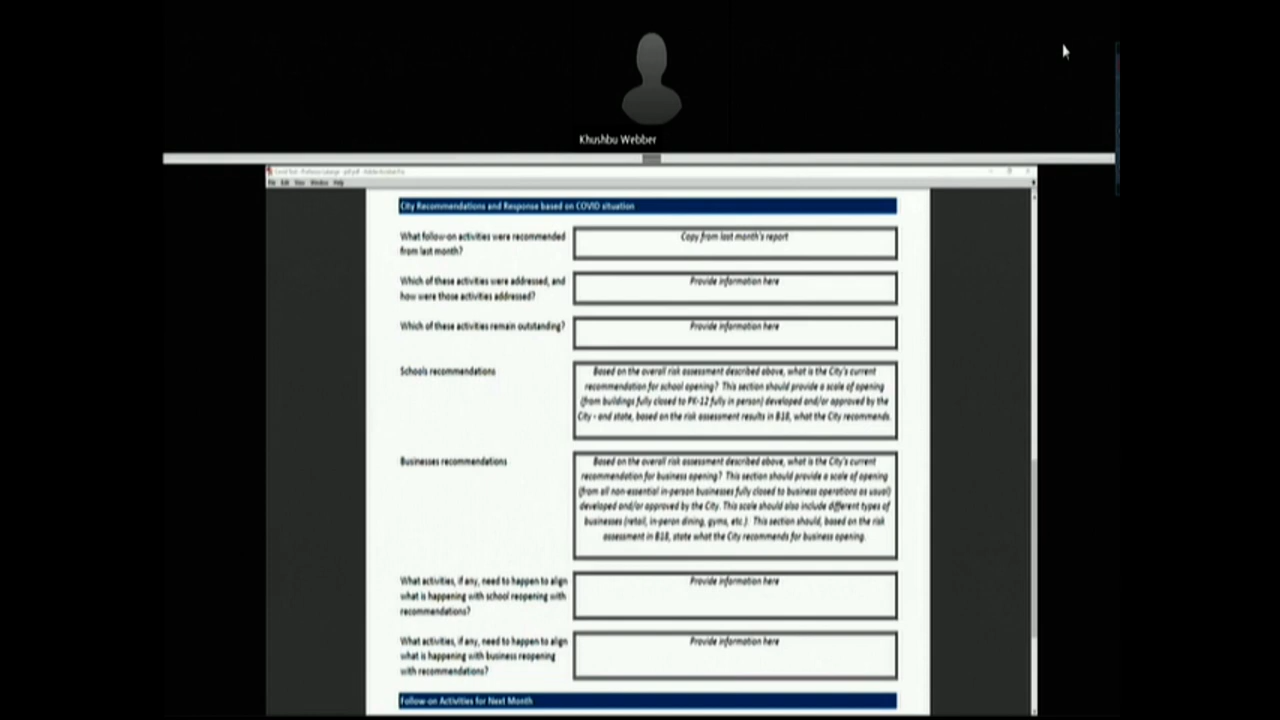 Khushbu Webber
File Edit View Window Help
City Recommendations and Response based on COVID situation
What follow-on activities were recommended
from last month?
Copy from last month's report
Which of these activities were addressed, and
how were those activities addressed?
Provide information here
Which of these activities remain outstanding?
Provide information here
Schools recommendations
Based on the overall risk assessment described above, what is the City's current
recommendation for school opening? This section should provide a scale of opening
(from buildings fully closed to PK-12 fully in person) developed and/or approved by the
City - and state, based on the risk assessment results in B18, what the City recommends.
Businesses recommendations
Based on the overall risk assessment described above, what is the City's current
recommendation for business opening? This section should provide a scale of opening
(from all non-essential in-person businesses fully closed to business operations as usual)
developed and/or approved by the City. This scale should also include different types of
businesses (retail, in-peron dining, gyms, etc.) This section should, based on the risk
assessment in B18, state what the City recommends for business opening.
What activities, if any, need to happen to align
what is happening with school reopening with
recommendations?
Provide information here
What activities, if any, need to happen to align
what is happening with business reopening
with recommendations?
Provide information here
Follow-on Activities for Next Month